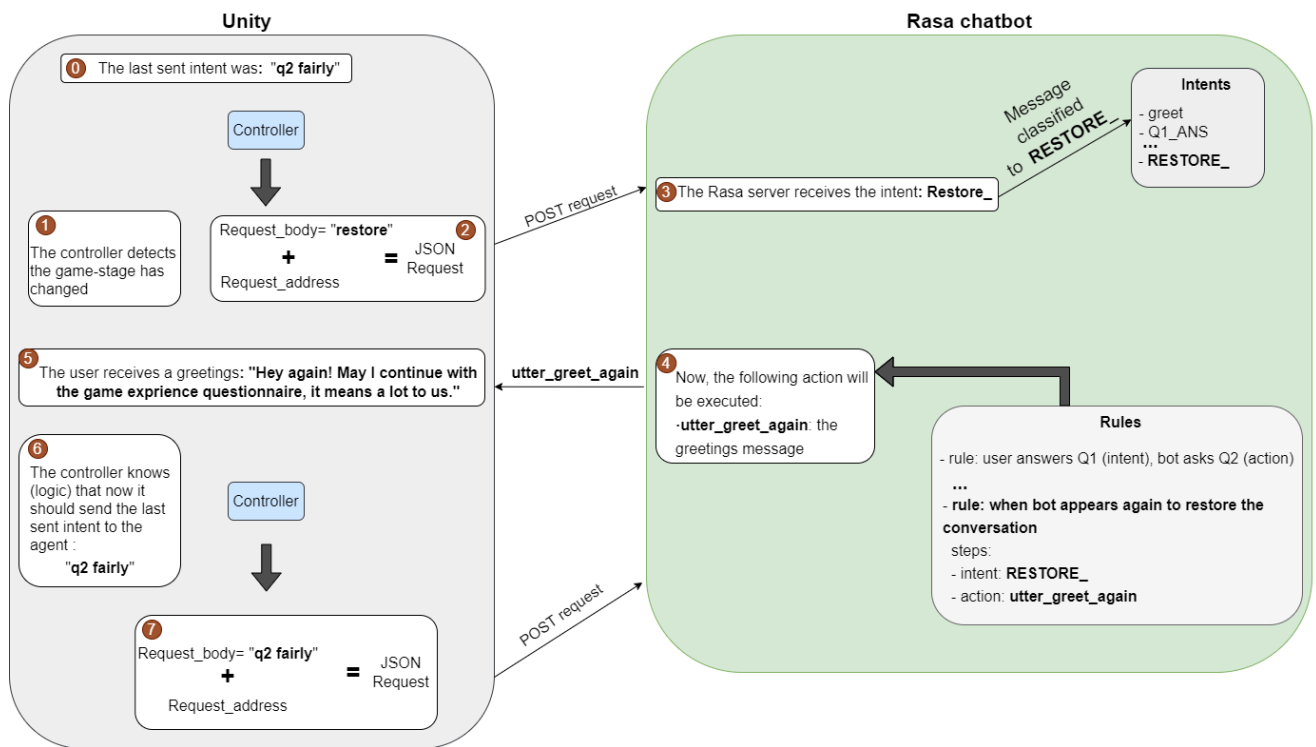 Unity
Rasa chatbot
0
The last sent intent was: "q2 fairly"
Controller
1
The controller detects
the game-stage has
changed
2
Request_body= "restore"
+
Request_address
=
JSON
Request
POST request
3
The Rasa server receives the intent: Restore_
Message
classified
to RESTORE_
Intents
- greet
- Q1_ANS
...
- RESTORE_
4
Now, the following action will
be executed:
·utter_greet_again: the
greetings message
Rules
- rule: user answers Q1 (intent), bot asks Q2 (action)
...
- rule: when bot appears again to restore the
conversation
steps:
- intent: RESTORE_
- action: utter_greet_again
utter_greet_again
5
The user receives a greetings: "Hey again! May I continue with
the game exprience questionnaire, it means a lot to us."
6
The controller knows
(logic) that now it
should send the last
sent intent to the
agent :
"q2 fairly"
Controller
7
Request_body= "q2 fairly"
+
Request_address
=
JSON
Request
POST request